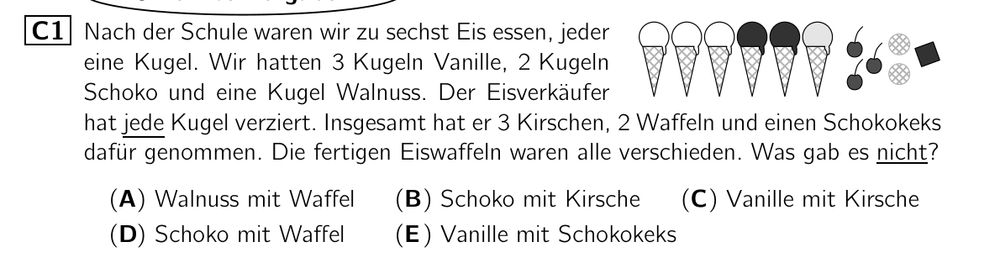 C1 Nach der Schule waren wir zu sechst Eis essen, jeder
eine Kugel. Wir hatten 3 Kugeln Vanille, 2 Kugeln
Schoko und eine Kugel Walnuss. Der Eisverkäufer
hat jede Kugel verziert. Insgesamt hat er 3 Kirschen, 2 Waffeln und einen Schokokeks
dafür genommen. Die fertigen Eiswaffeln waren alle verschieden. Was gab es nicht?
(A) Walnuss mit Waffel (B) Schoko mit Kirsche (C) Vanille mit Kirsche
(D) Schoko mit Waffel (E) Vanille mit Schokokeks